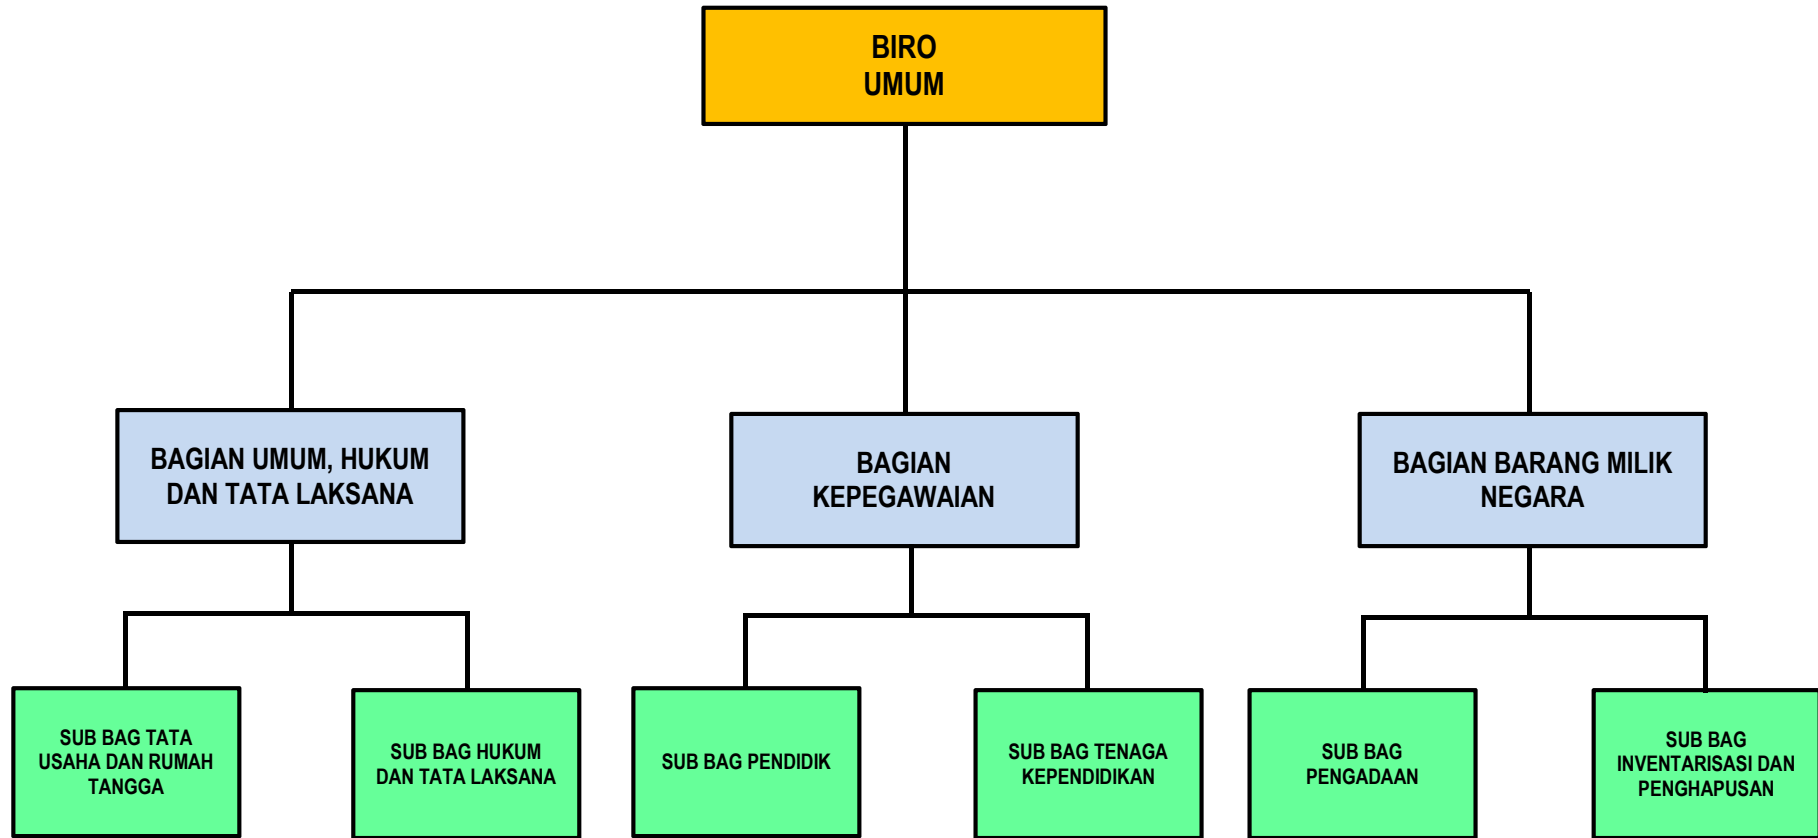 BIRO
UMUM
BAGIAN UMUM, HUKUM
DAN TATA LAKSANA
BAGIAN
KEPEGAWAIAN
BAGIAN BARANG MILIK
NEGARA
SUB BAG TATA
USAHA DAN RUMAH
TANGGA
SUB BAG HUKUM
DAN TATA LAKSANA
SUB BAG PENDIDIK
SUB BAG TENAGA
KEPENDIDIKAN
SUB BAG
PENGADAAN
SUB BAG
INVENTARISASI DAN
PENGHAPUSAN